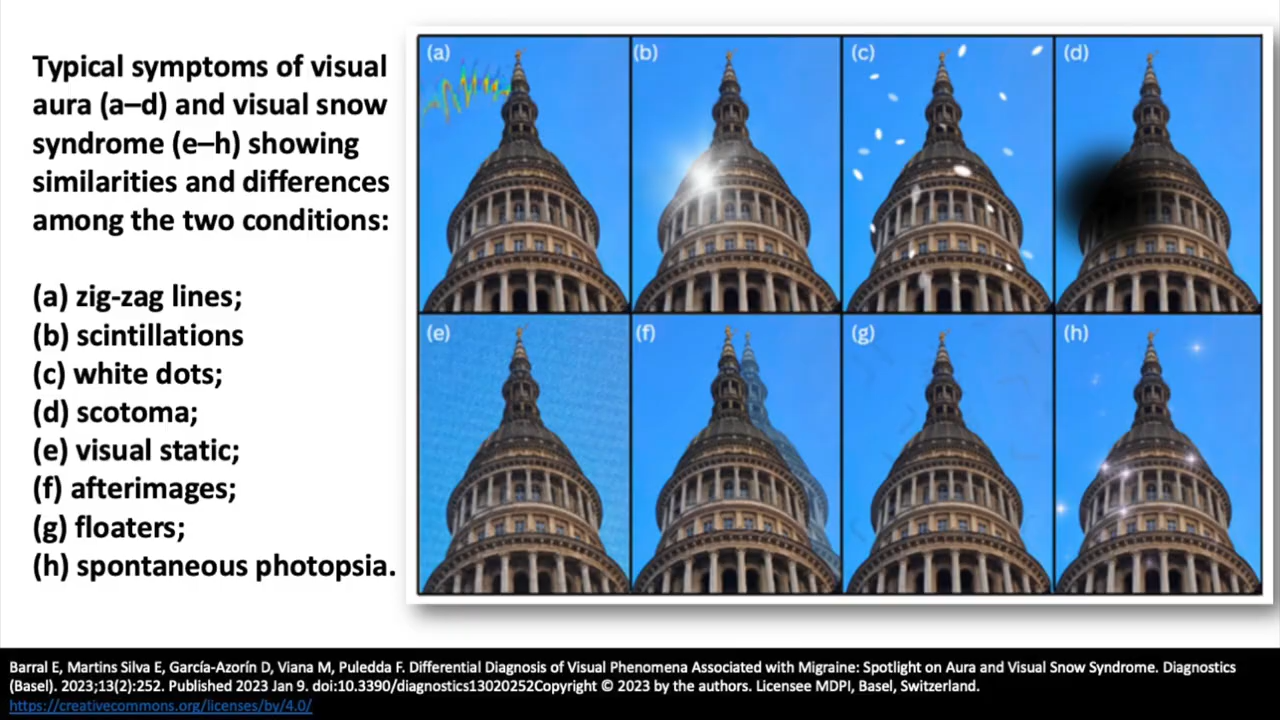 Typical symptoms of visual
aura (a–d) and visual snow
syndrome (e–h) showing
similarities and differences
among the two conditions:
(a) zig-zag lines;
(b) scintillations
(c) white dots;
(d) scotoma;
(e) visual static;
(f) afterimages;
(g) floaters;
(h) spontaneous photopsia.
(a)
(b)
(c)
(d)
(e)
(f)
(g)
(h)
Barral E, Martins Silva E, García-Azorín D, Viana M, Puledda F. Differential Diagnosis of Visual Phenomena Associated with Migraine: Spotlight on Aura and Visual Snow Syndrome. Diagnostics
(Basel). 2023;13(2):252. Published 2023 Jan 9. doi:10.3390/diagnostics13020252Copyright © 2023 by the authors. Licensee MDPI, Basel, Switzerland.
https://creativecommons.org/licenses/by/4.0/